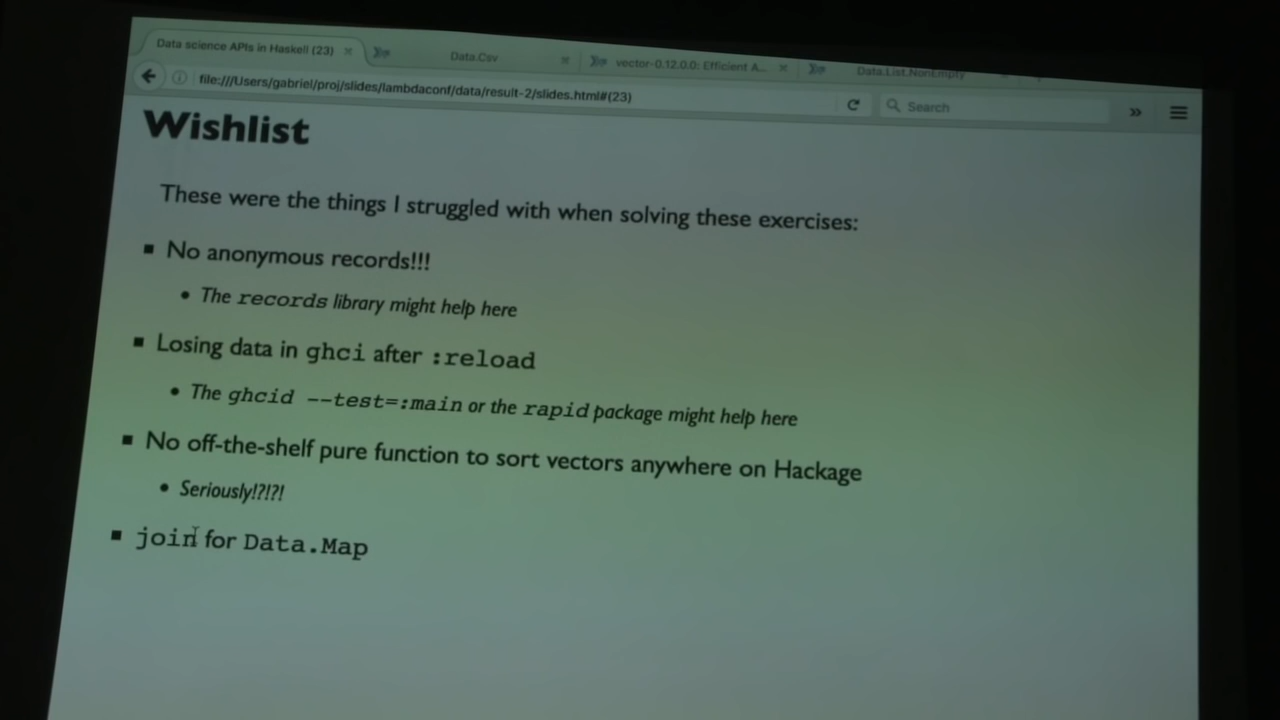 Data science APIs in Haskell (23)
Data.Csv
vector-0.12.0.0: Efficient A...
Data.List.NonEmpty
file:///Users/gabriel/proj/slides/lambdaconf/data/result-2/slides.html#(23)
Search
Wishlist
These were the things I struggled with when solving these exercises:
No anonymous records!!!
The records library might help here
Losing data in ghci after :reload
The ghcid --test=:main or the rapid package might help here
No off-the-shelf pure function to sort vectors anywhere on Hackage
Seriously!?!?!
join for Data.Map